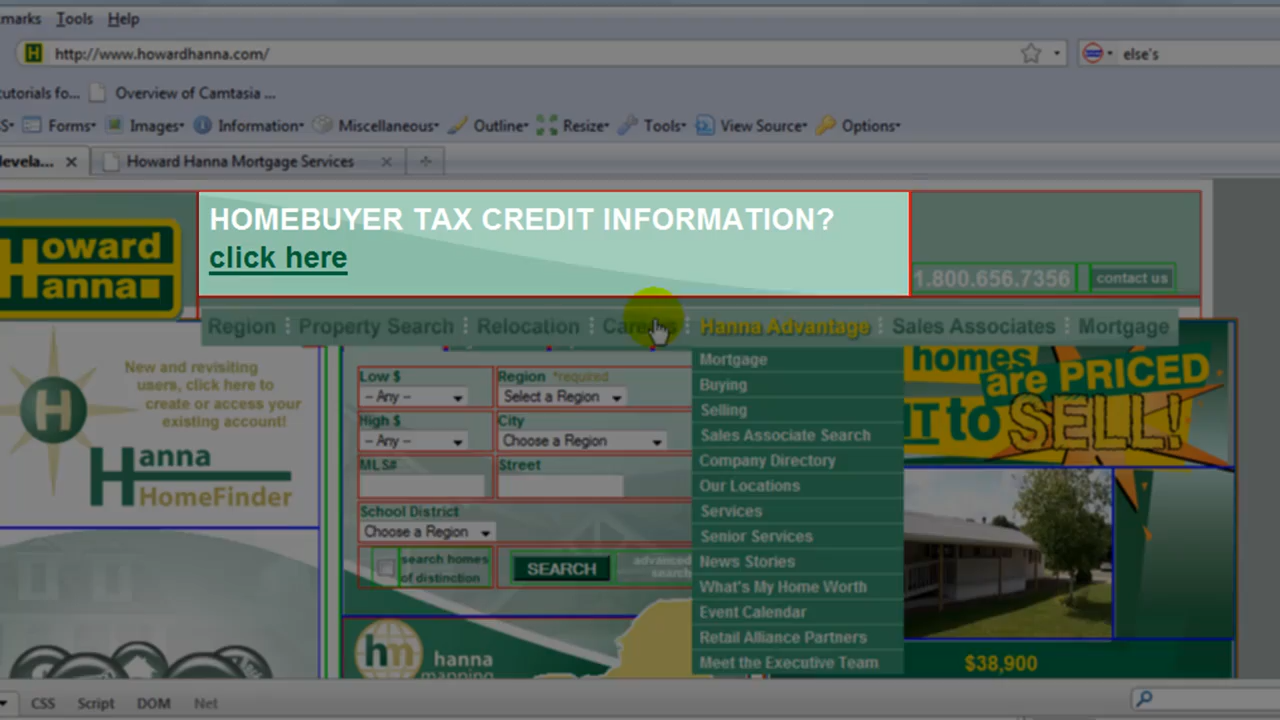 Tools Help
http://www.howardhanna.com/
else's
Overview of Camtasia ...
Forms Images Information Miscellaneous Outline Resize Tools View Source Options
Howard Hanna Mortgage Services
HOMEBUYER TAX CREDIT INFORMATION?
click here
Howard
Hanna
1.800.656.7356
contact us
Region Property Search Relocation Careers Hanna Advantage Sales Associates Mortgage
New and revisiting
users, click here to
create or access your
existing account!
H
Hanna
HomeFinder
Low $
-- Any --
Region *required
Select a Region
High $
-- Any --
City
Choose a Region
MLS#
Street
School District
Choose a Region
search homes
of distinction
SEARCH
advanced
search
hm
hanna
Mortgage
Buying
Selling
Sales Associate Search
Company Directory
Our Locations
Services
Senior Services
News Stories
What's My Home Worth
Event Calendar
Retail Alliance Partners
Meet the Executive Team
homes
are PRICED
to
SELL!
$38,900
CSS Script DOM Net